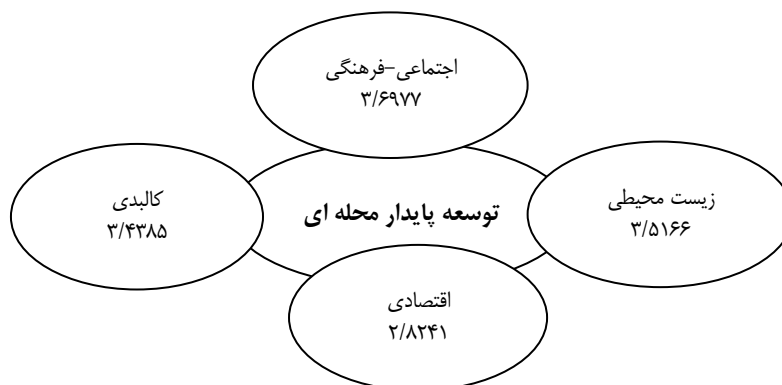 اجتماعی-فرهنگی
۳/۶۹۷۷
زیست محیطی
۳/۵۱۶۶
توسعه پایدار محله ای
کالبدی
۳/۴۳۸۵
اقتصادی
۲/۸۲۴۱